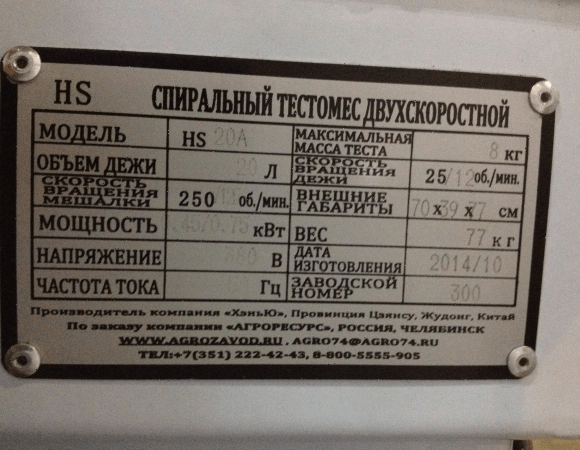 HS СПИРАЛЬНЫЙ ТЕСТОМЕС ДВУХСКОРОСТНОЙ
МОДЕЛЬ HS 20A МАКСИМАЛЬНАЯ МАССА ТЕСТА 8 кг
ОБЪЕМ ДЕЖИ 20 Л СКОРОСТЬ ВРАЩЕНИЯ ДЕЖИ 25/12 об./мин.
СКОРОСТЬ ВРАЩЕНИЯ МЕШАЛКИ 250 об./мин. ВНЕШНИЕ ГАБАРИТЫ 70 x 39 x 77 см
МОЩНОСТЬ кВт ВЕС 77 кг
НАПРЯЖЕНИЕ 380 В ДАТА ИЗГОТОВЛЕНИЯ 2014/10
ЧАСТОТА ТОКА Гц ЗАВОДСКОЙ НОМЕР 300
Производитель компания «ХэньЮ», Провинция Цзянсу, Жудонг, Китай
По заказу компании «АГРОРЕСУРС», РОССИЯ, ЧЕЛЯБИНСК
WWW.AGROZAVOD.RU , AGRO74@AGRO74.RU
ТЕЛ:+7(351) 222-42-43, 8-800-5555-905